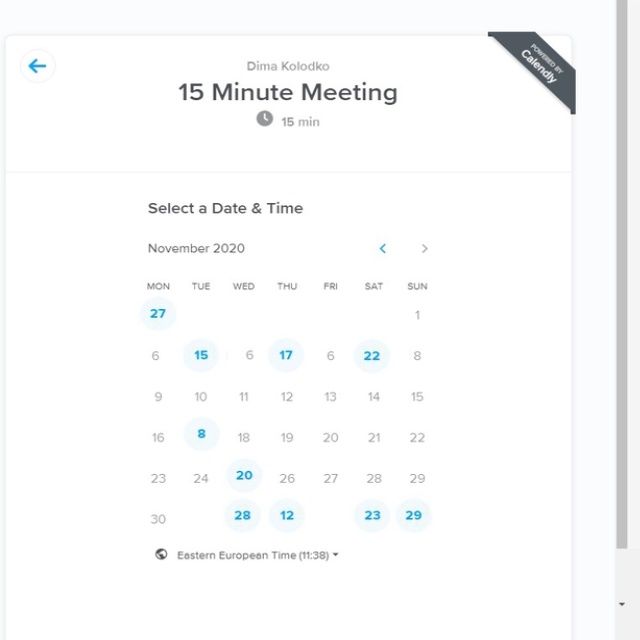 POWERED BY
Calendly
Dima Kolodko
15 Minute Meeting
15 min
Select a Date & Time
November 2020
MON TUE WED THU FRI SAT SUN
27 1
6 15 6 17 6 22 8
9 10 11 12 13 14 15
16 8 18 19 20 21 22
23 24 20 26 27 28 29
30 28 12 23 29
Eastern European Time (11:38)